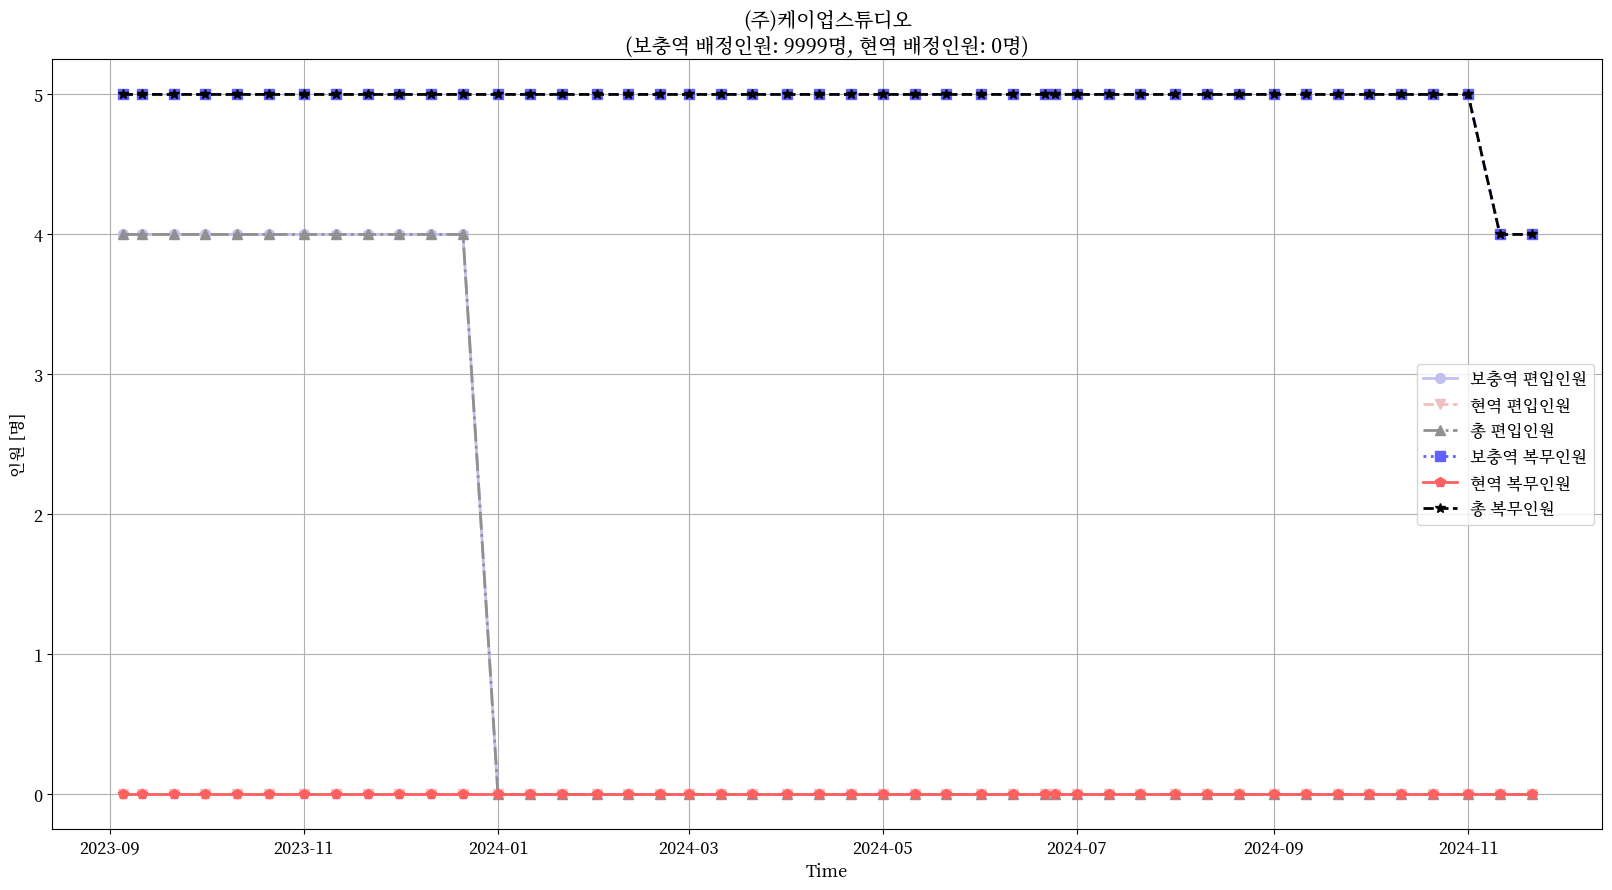 (주)케이업스튜디오
(보충역 배정인원: 9999명, 현역 배정인원: 0명)
인원 [명]
5
4
3
2
1
0
보충역 편입인원
현역 편입인원
총 편입인원
보충역 복무인원
현역 복무인원
총 복무인원
2023-09 2023-11 2024-01 2024-03 2024-05 2024-07 2024-09 2024-11
Time